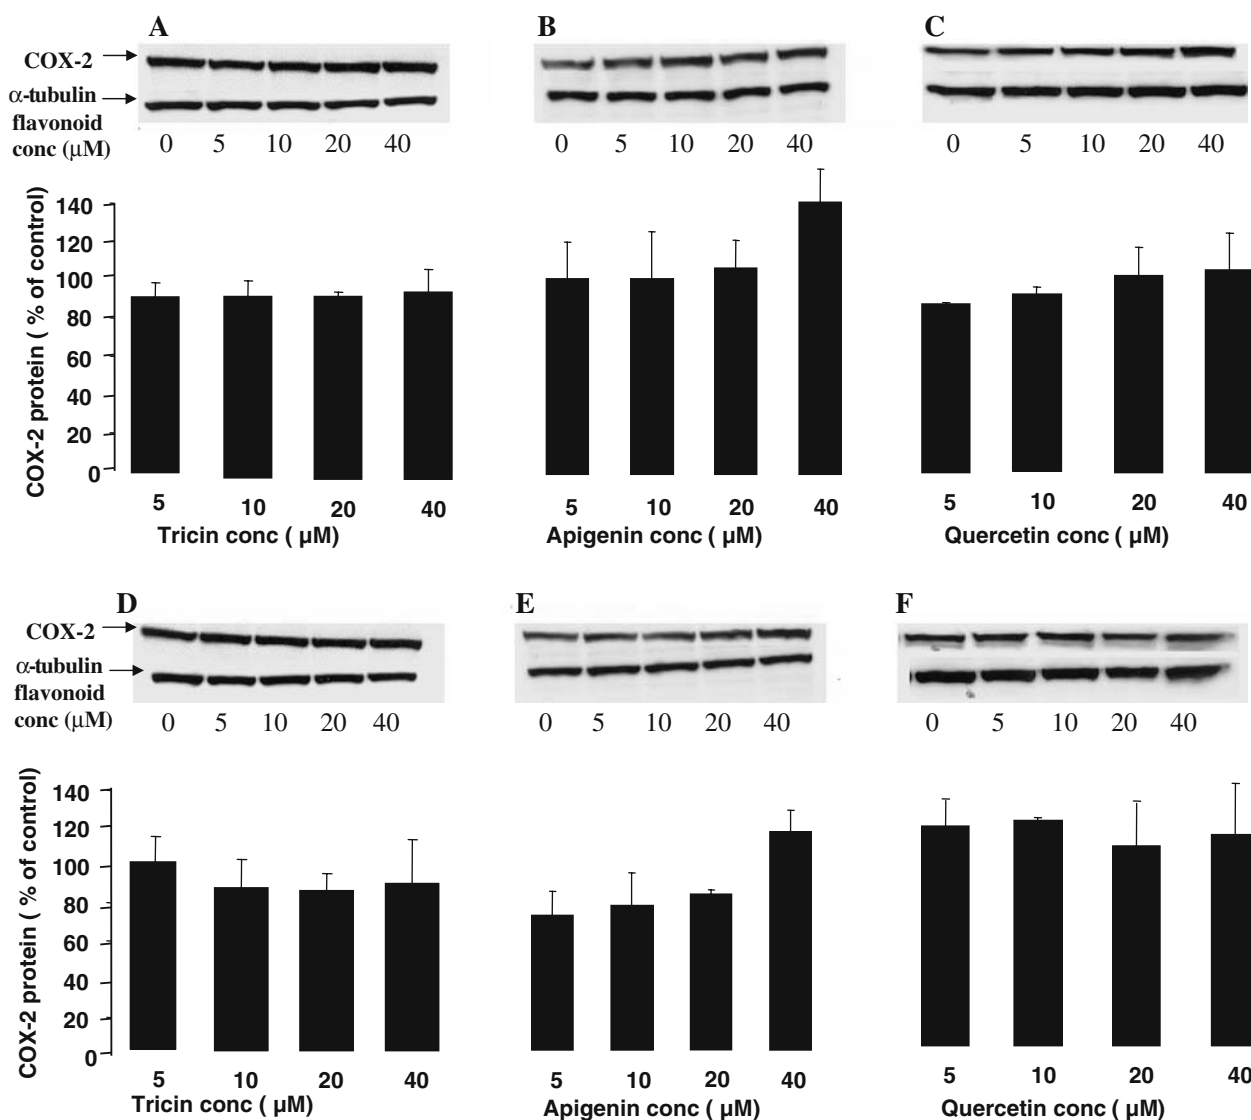 A
B
C
COX-2
α-tubulin
flavonoid
conc (μM)
0 5 10 20 40
0 5 10 20 40
0 5 10 20 40
COX-2 protein ( % of control)
140
120
100
80
60
40
20
0
5 10 20 40
Tricin conc ( μM)
5 10 20 40
Apigenin conc ( μM)
5 10 20 40
Quercetin conc ( μM)
D
E
F
COX-2
α-tubulin
flavonoid
conc (μM)
0 5 10 20 40
0 5 10 20 40
0 5 10 20 40
COX-2 protein ( % of control)
140
120
100
80
60
40
20
0
5 10 20 40
Tricin conc ( μM)
5 10 20 40
Apigenin conc ( μM)
5 10 20 40
Quercetin conc ( μM)